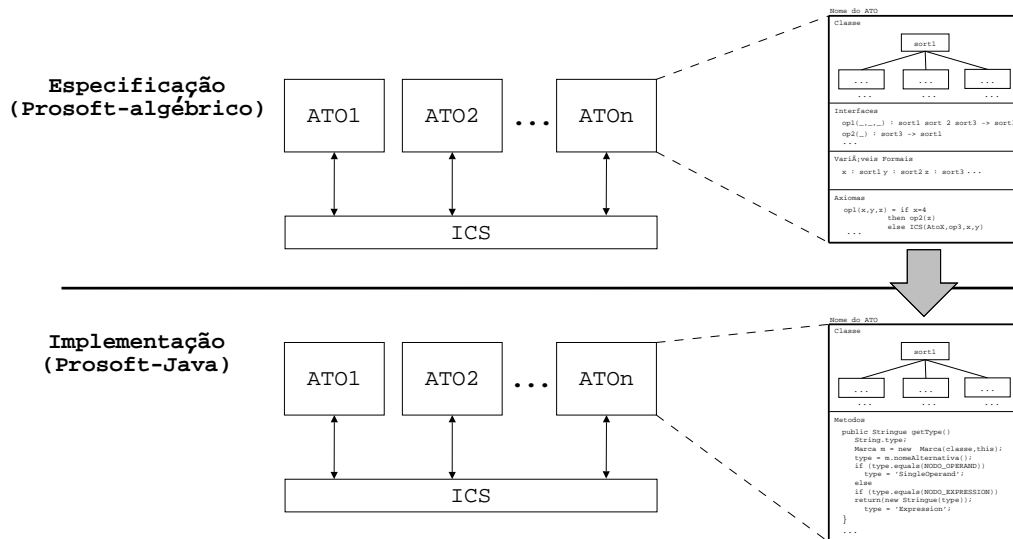 Nome do ATO
Classe
sort1
... ... ...
... ... ...
Especificação
(Prosoft-algébrico)
ATO1 ATO2 ... ATOn
ICS
Interfaces
op1(_,_,_) : sort1 sort 2 sort3 -> sort1
op2(_) : sort3 -> sort1
...
VariÃ¡veis Formais
x : sort1 y : sort2 z : sort3 ...
Axiomas
op1(x,y,z) = if x=4
then op2(z)
else ICS(AtoX,op3,x,y)
...
Implementação
(Prosoft-Java)
ATO1 ATO2 ... ATOn
ICS
Nome do ATO
Classe
sort1
... ... ...
... ... ...
Metodos
public Stringue getType()
String.type;
Marca m = new Marca(classe,this);
type = m.nomeAlternativa();
if (type.equals(NODO_OPERAND))
type = 'SingleOperand';
else
if (type.equals(NODO_EXPRESSION))
return(new Stringue(type));
type = 'Expression';
}
...